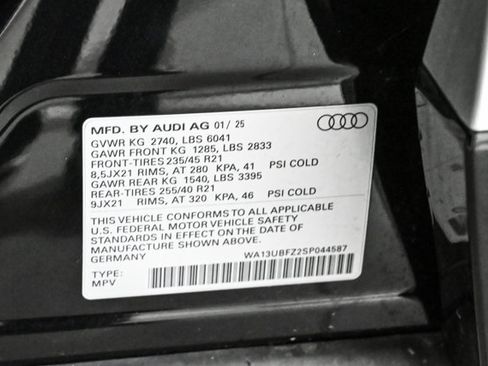 MFD. BY AUDI AG 01/25
GVWR KG 2740, LBS 6041
GAWR FRONT KG 1285, LBS 2833
FRONT-TIRES 235/45 R21
8,5JX21 RIMS, AT 280 KPA, 41 PSI COLD
GAWR REAR KG 1540, LBS 3395
REAR-TIRES 255/40 R21
9JX21 RIMS, AT 320 KPA, 46 PSI COLD
THIS VEHICLE CONFORMS TO ALL APPLICABLE
U.S. FEDERAL MOTOR VEHICLE SAFETY
STANDARDS IN EFFECT ON THE DATE OF
MANUFACTURE SHOWN ABOVE.
GERMANY WA13UBFZ2SP044587
TYPE:
MPV